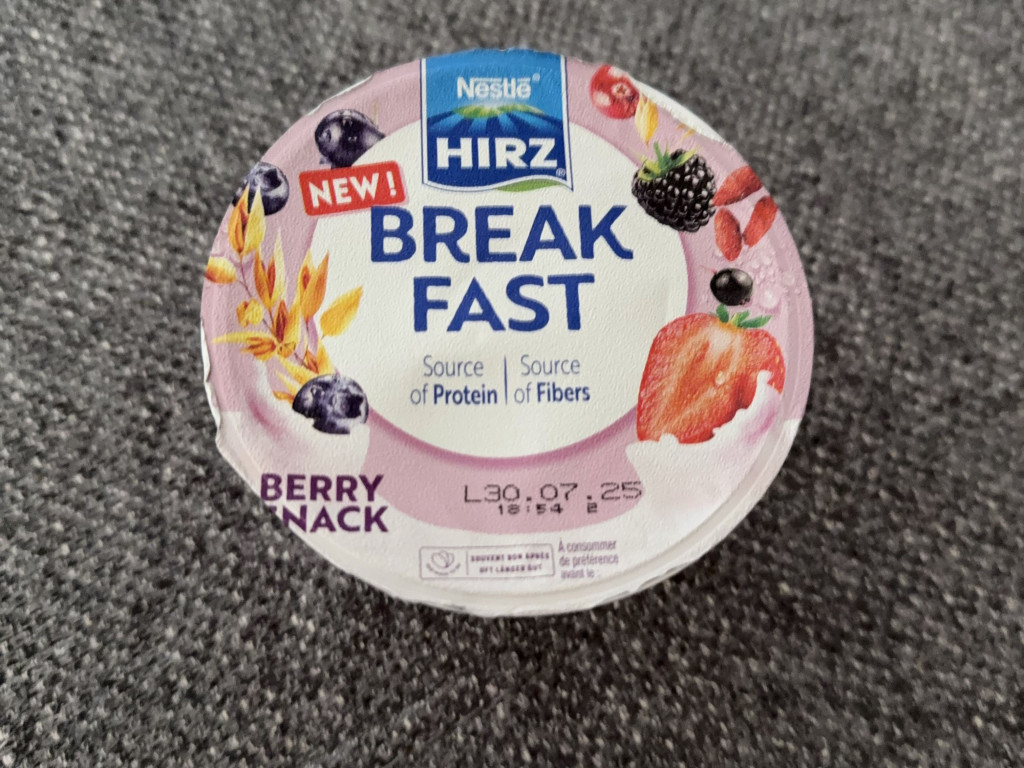 Nestlé®
HIRZ®
NEW!
BREAK
FAST
Source
of Protein
Source
of Fibers
BERRY
SNACK
L30.07.25
18:54 2
SOUVENT BON APRÈS
OFT LÄNGER GUT
À consommer
de préférence
avant le :